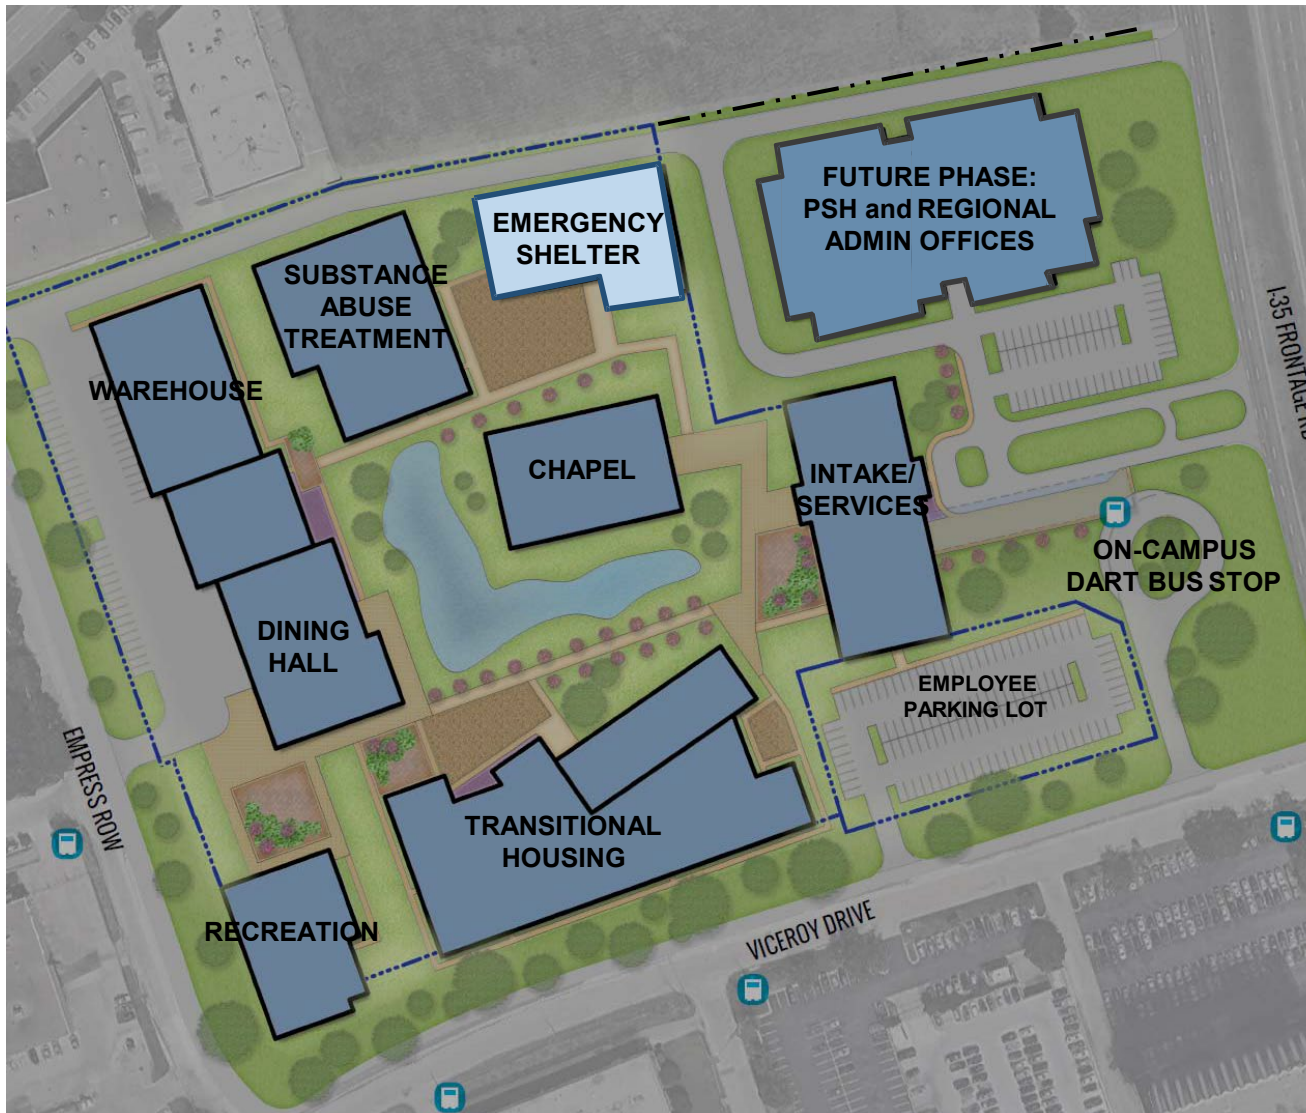 FUTURE PHASE:
PSH and REGIONAL
ADMIN OFFICES
EMERGENCY
SHELTER
SUBSTANCE
ABUSE
TREATMENT
WAREHOUSE
I-35 FRONTAGE RD
CHAPEL
INTAKE/
SERVICES
ON-CAMPUS
DART BUS STOP
DINING
HALL
EMPLOYEE
PARKING LOT
EMPRESS ROW
TRANSITIONAL
HOUSING
RECREATION
VICEROY DRIVE